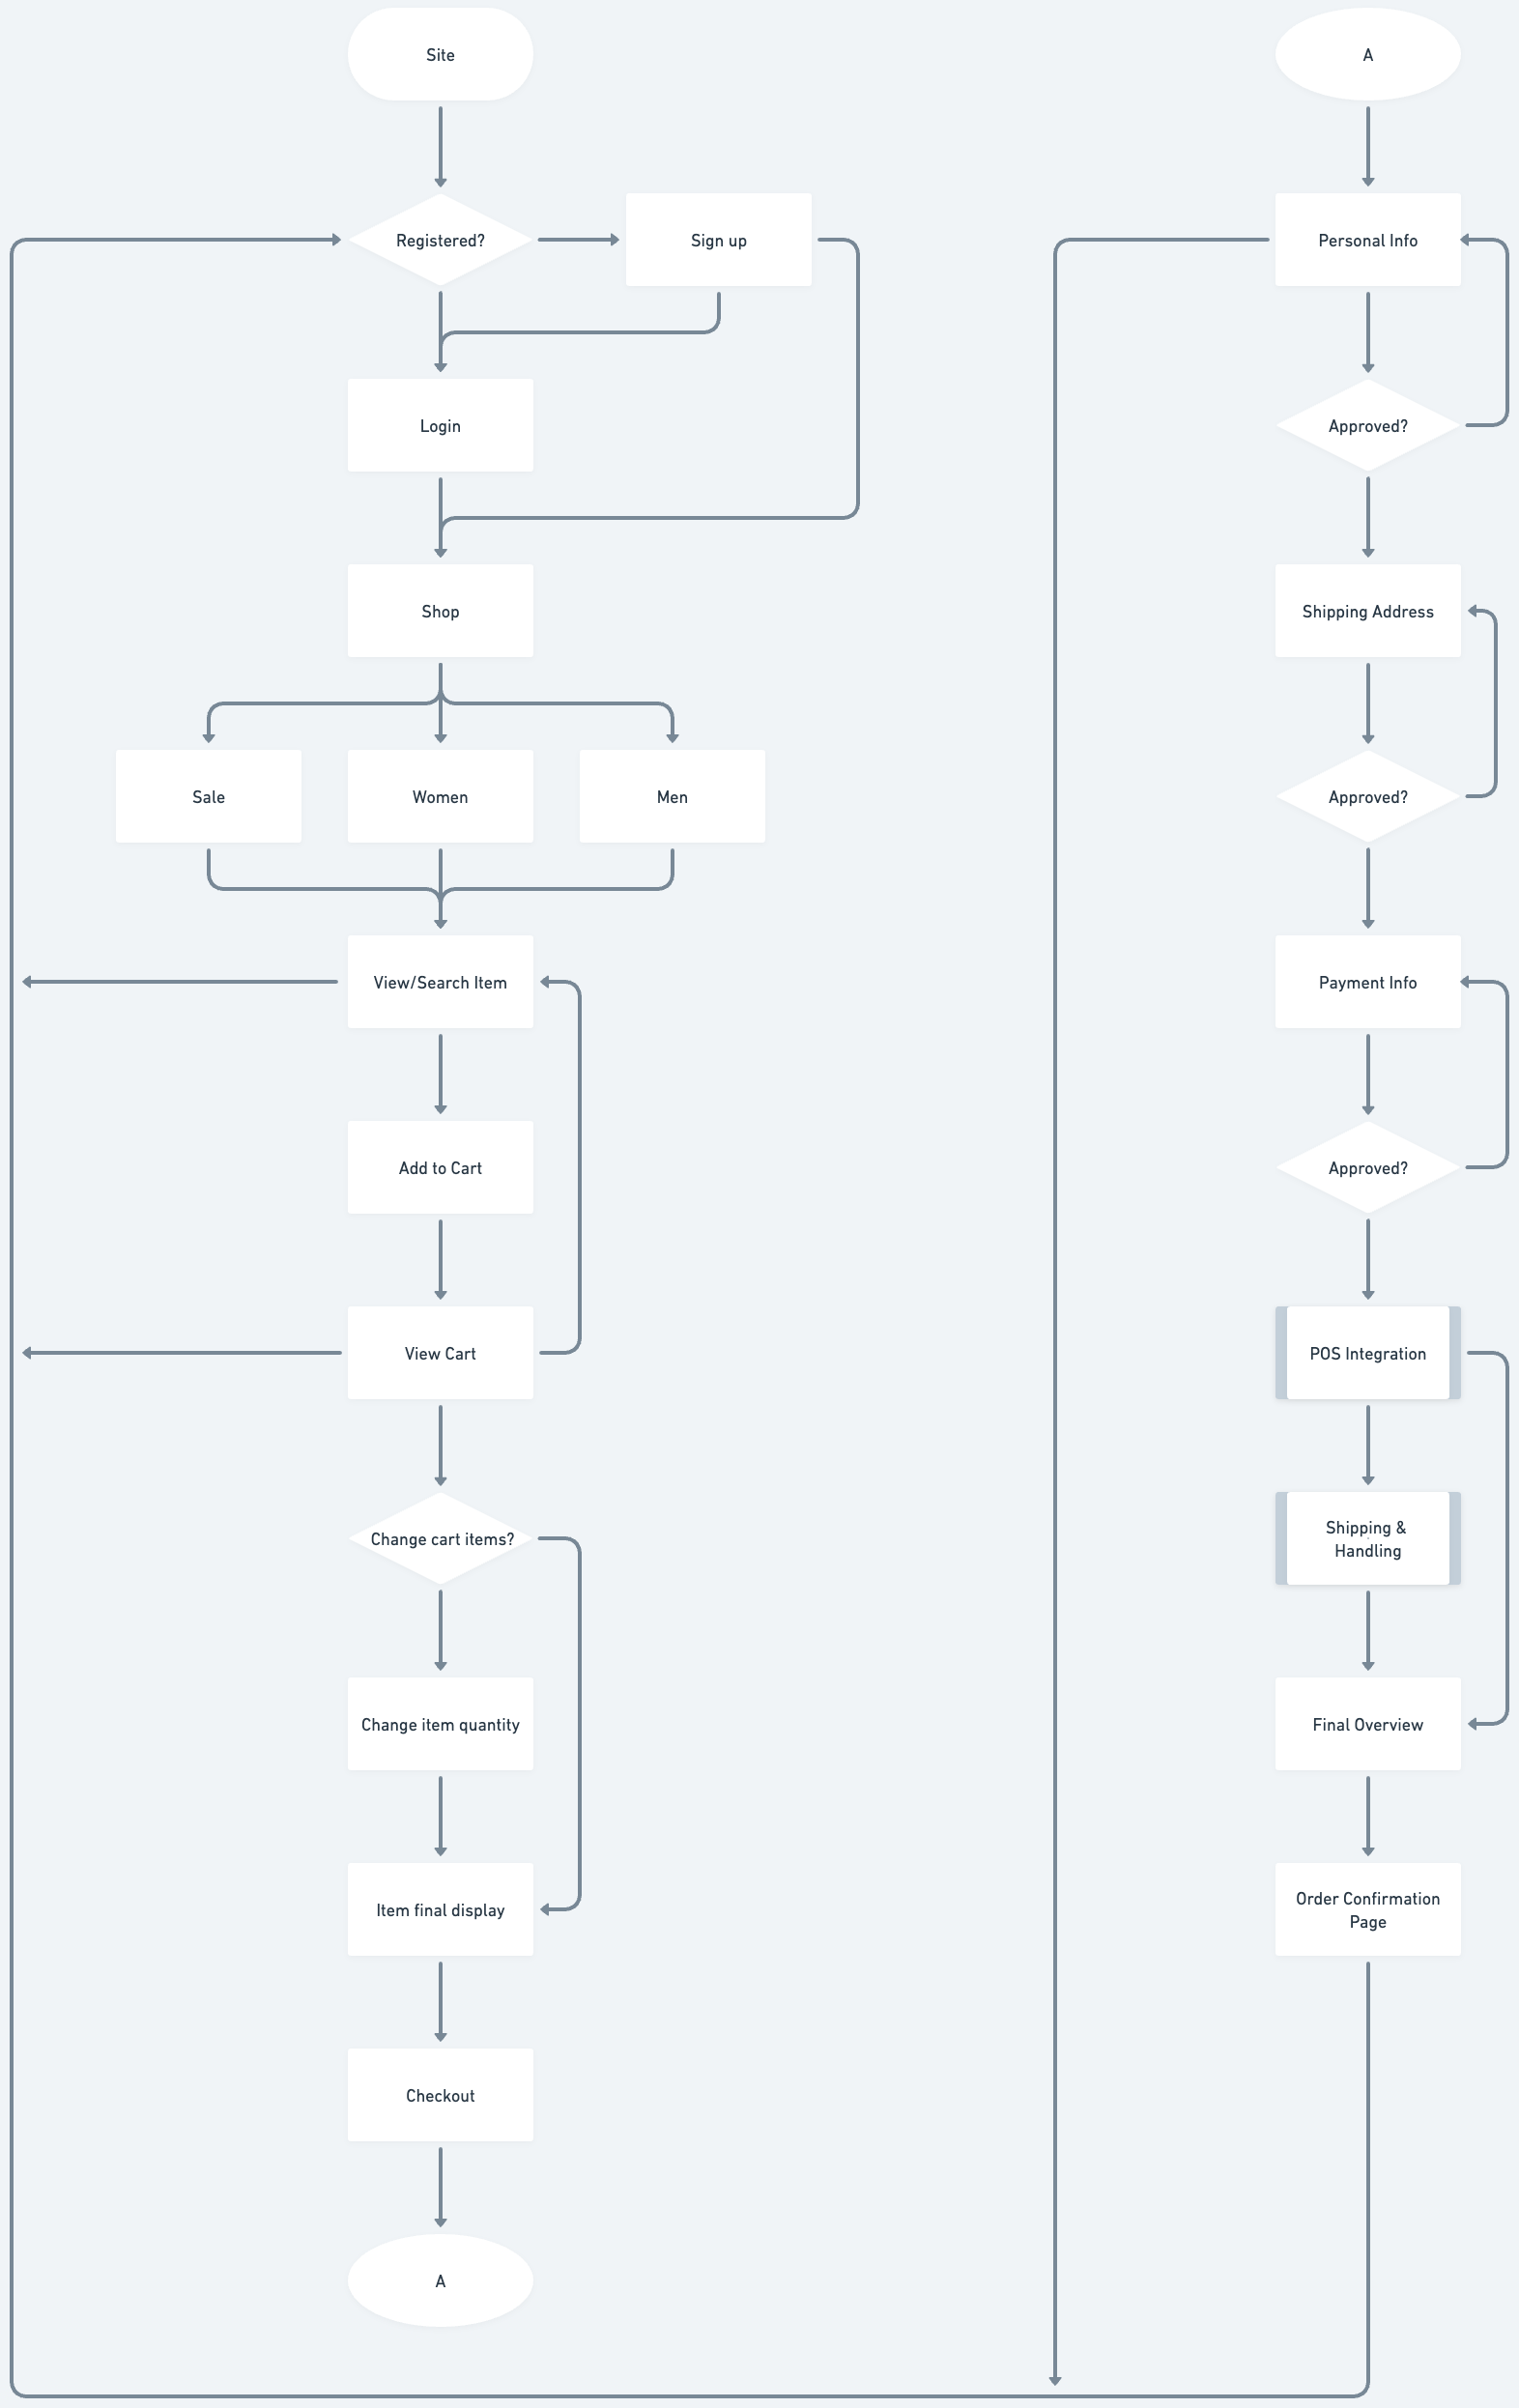 Site
Registered?
Sign up
Login
Shop
Sale
Women
Men
View/Search Item
Add to Cart
View Cart
Change cart items?
Change item quantity
Item final display
Checkout
A
A
Personal Info
Approved?
Shipping Address
Approved?
Payment Info
Approved?
POS Integration
Shipping &
Handling
Final Overview
Order Confirmation
Page